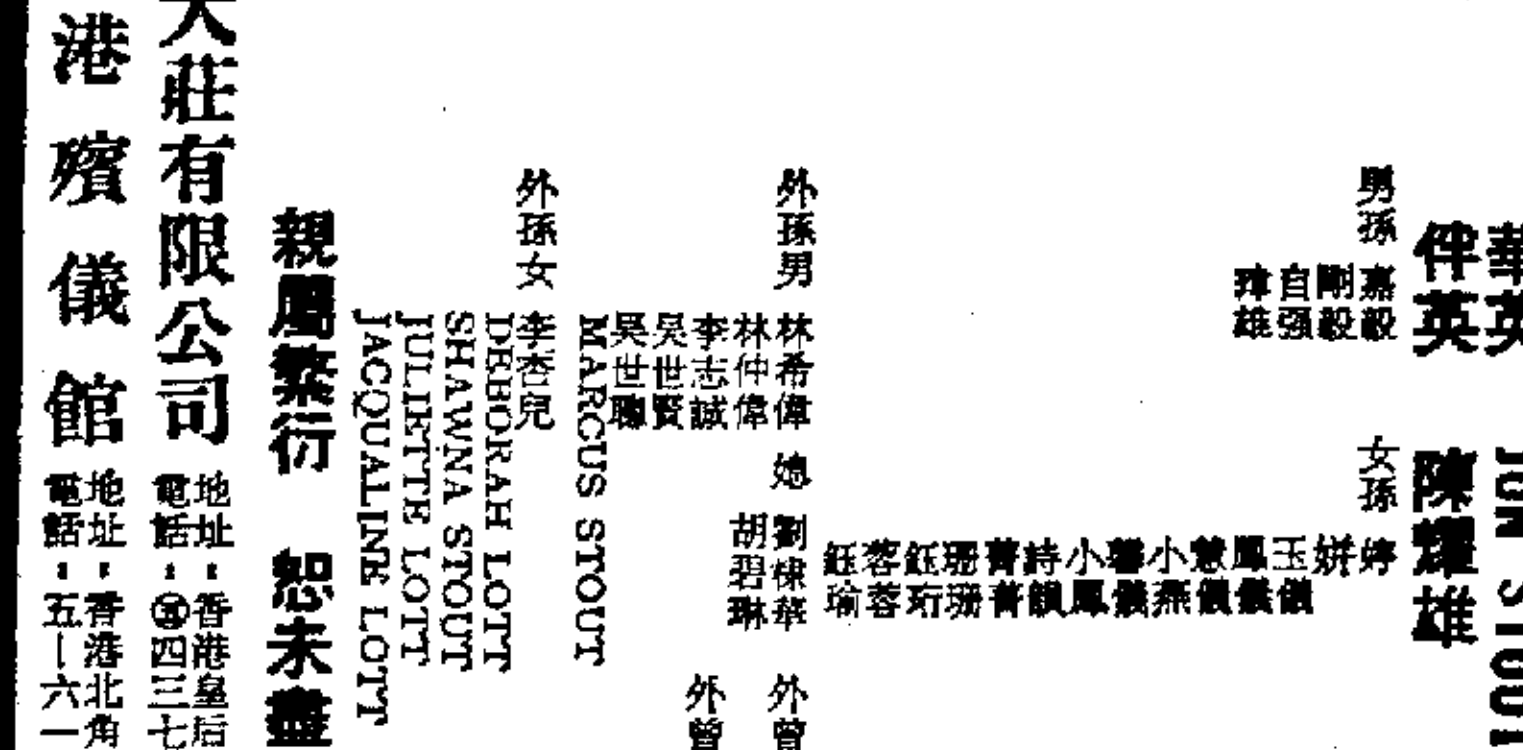 華英
JON STOUT
伴英
陳耀雄
男孫 嘉毅
剛毅
自强
瑋雄
女孫 婷
姸
玉儀
鳳儀
慧儀
小燕
馨儀
小鳳
詩韻
菁菁
珊珊
鈺珩
蓉蓉
鈺瑜
外孫男 林希偉 媳 劉棣華 外曾
林仲偉 胡碧琳
李志誠 外曾
吳世賢
吳世聰
MARCUS STOUT
外孫女 李杏兒
DEBORAH LOTT
SHAWNA STOUT
JULIETTE LOTT
JACQUALINE LOTT
親屬繁衍 恕未盡
大莊有限公司
地址：香港皇后
電話：四三七
港殯儀館
地址：香港北角
電話：五—六一